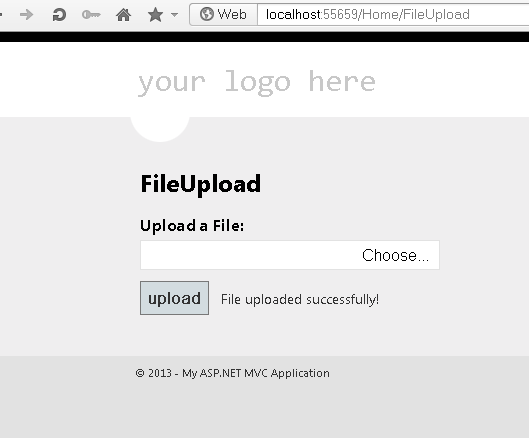 Web localhost:55659/Home/FileUpload
your logo here
FileUpload
Upload a File:
Choose...
upload File uploaded successfully!
© 2013 - My ASP.NET MVC Application